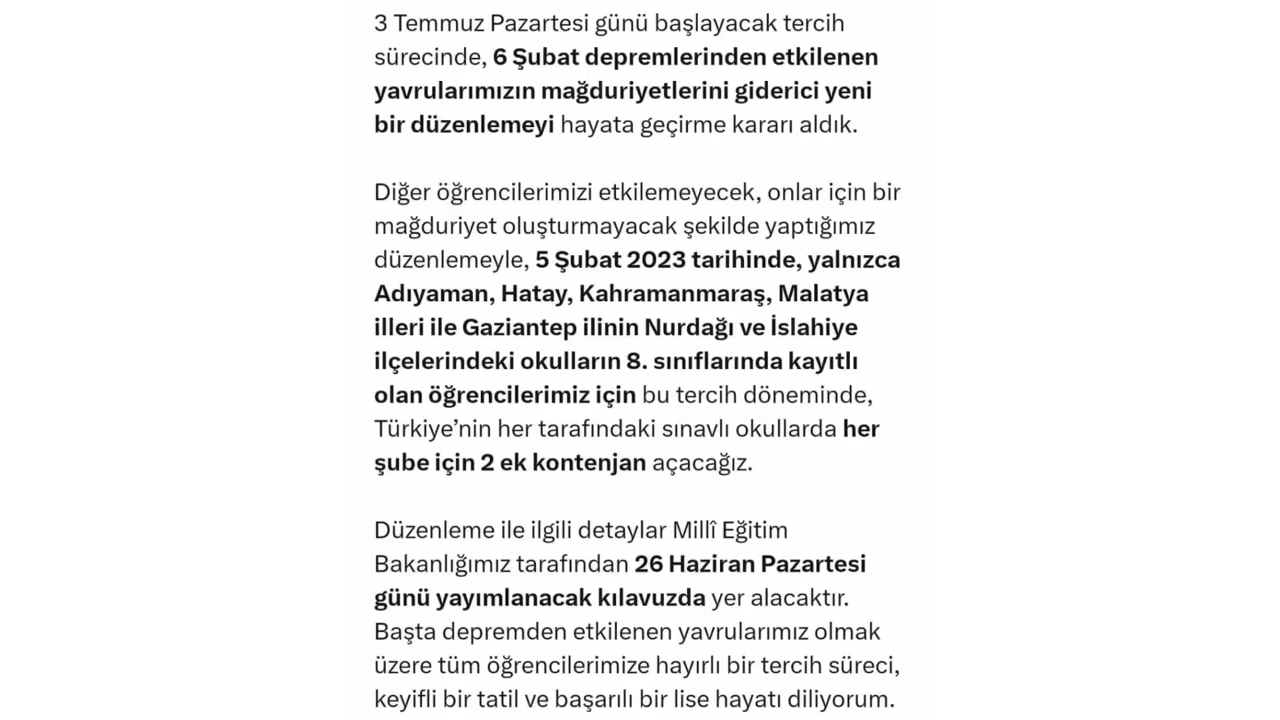 3 Temmuz Pazartesi günü başlayacak tercih
sürecinde, 6 Şubat depremlerinden etkilenen
yavrularımızın mağduriyetlerini giderici yeni
bir düzenlemeyi hayata geçirme kararı aldık.
Diğer öğrencilerimizi etkilemeyecek, onlar için bir
mağduriyet oluşturmayacak şekilde yaptığımız
düzenlemeyle, 5 Şubat 2023 tarihinde, yalnızca
Adıyaman, Hatay, Kahramanmaraş, Malatya
illeri ile Gaziantep ilinin Nurdağı ve İslahiye
ilçelerindeki okulların 8. sınıflarında kayıtlı
olan öğrencilerimiz için bu tercih döneminde,
Türkiye’nin her tarafındaki sınavlı okullarda her
şube için 2 ek kontenjan açacağız.
Düzenleme ile ilgili detaylar Millî Eğitim
Bakanlığımız tarafından 26 Haziran Pazartesi
günü yayımlanacak kılavuzda yer alacaktır.
Başta depremden etkilenen yavrularımız olmak
üzere tüm öğrencilerimize hayırlı bir tercih süreci,
keyifli bir tatil ve başarılı bir lise hayatı diliyorum.